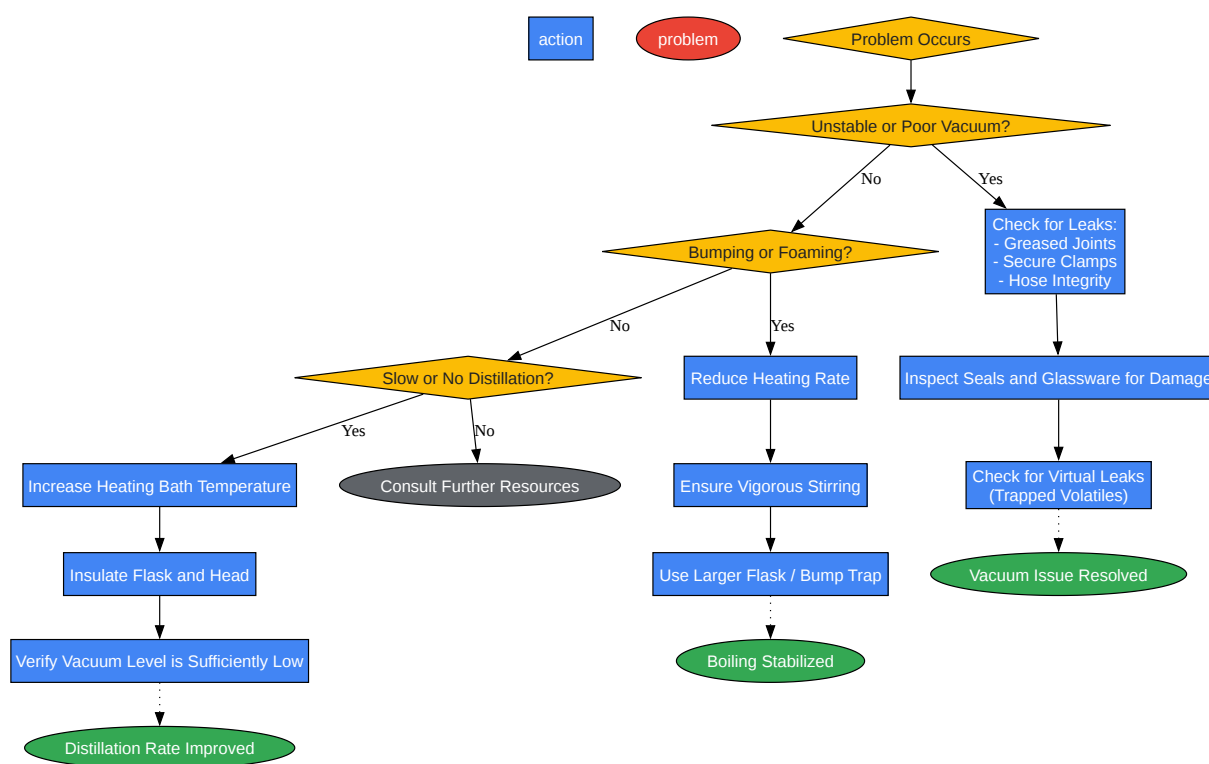 action
problem
Problem Occurs
Unstable or Poor Vacuum?
No
Yes
Check for Leaks:
- Greased Joints
- Secure Clamps
- Hose Integrity
Bumping or Foaming?
No
Yes
Slow or No Distillation?
Reduce Heating Rate
Inspect Seals and Glassware for Damage
Yes
No
Increase Heating Bath Temperature
Consult Further Resources
Ensure Vigorous Stirring
Check for Virtual Leaks
(Trapped Volatiles)
Insulate Flask and Head
Use Larger Flask / Bump Trap
Vacuum Issue Resolved
Verify Vacuum Level is Sufficiently Low
Boiling Stabilized
Distillation Rate Improved